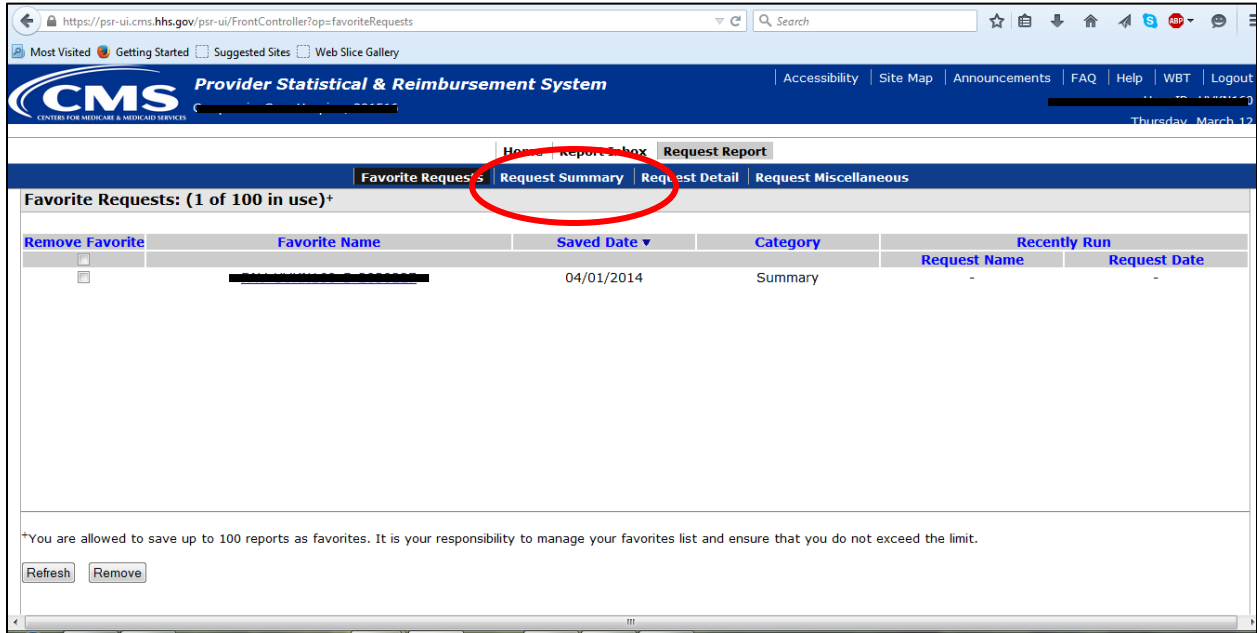 https://psr-ui.cms.hhs.gov/psr-ui/FrontController?op=favoriteRequests
Search
ABP
Most Visited Getting Started Suggested Sites Web Slice Gallery
CMS
CENTERS FOR MEDICARE & MEDICAID SERVICES
Provider Statistical & Reimbursement System
Accessibility Site Map Announcements FAQ Help WBT Logout
Thursday, March 12
Home Report Inbox Request Report
Favorite Requests Request Summary Request Detail Request Miscellaneous
Favorite Requests: (1 of 100 in use)+
Remove Favorite Favorite Name Saved Date Category Recently Run
Request Name Request Date
04/01/2014 Summary - -
+You are allowed to save up to 100 reports as favorites. It is your responsibility to manage your favorites list and ensure that you do not exceed the limit.
Refresh Remove